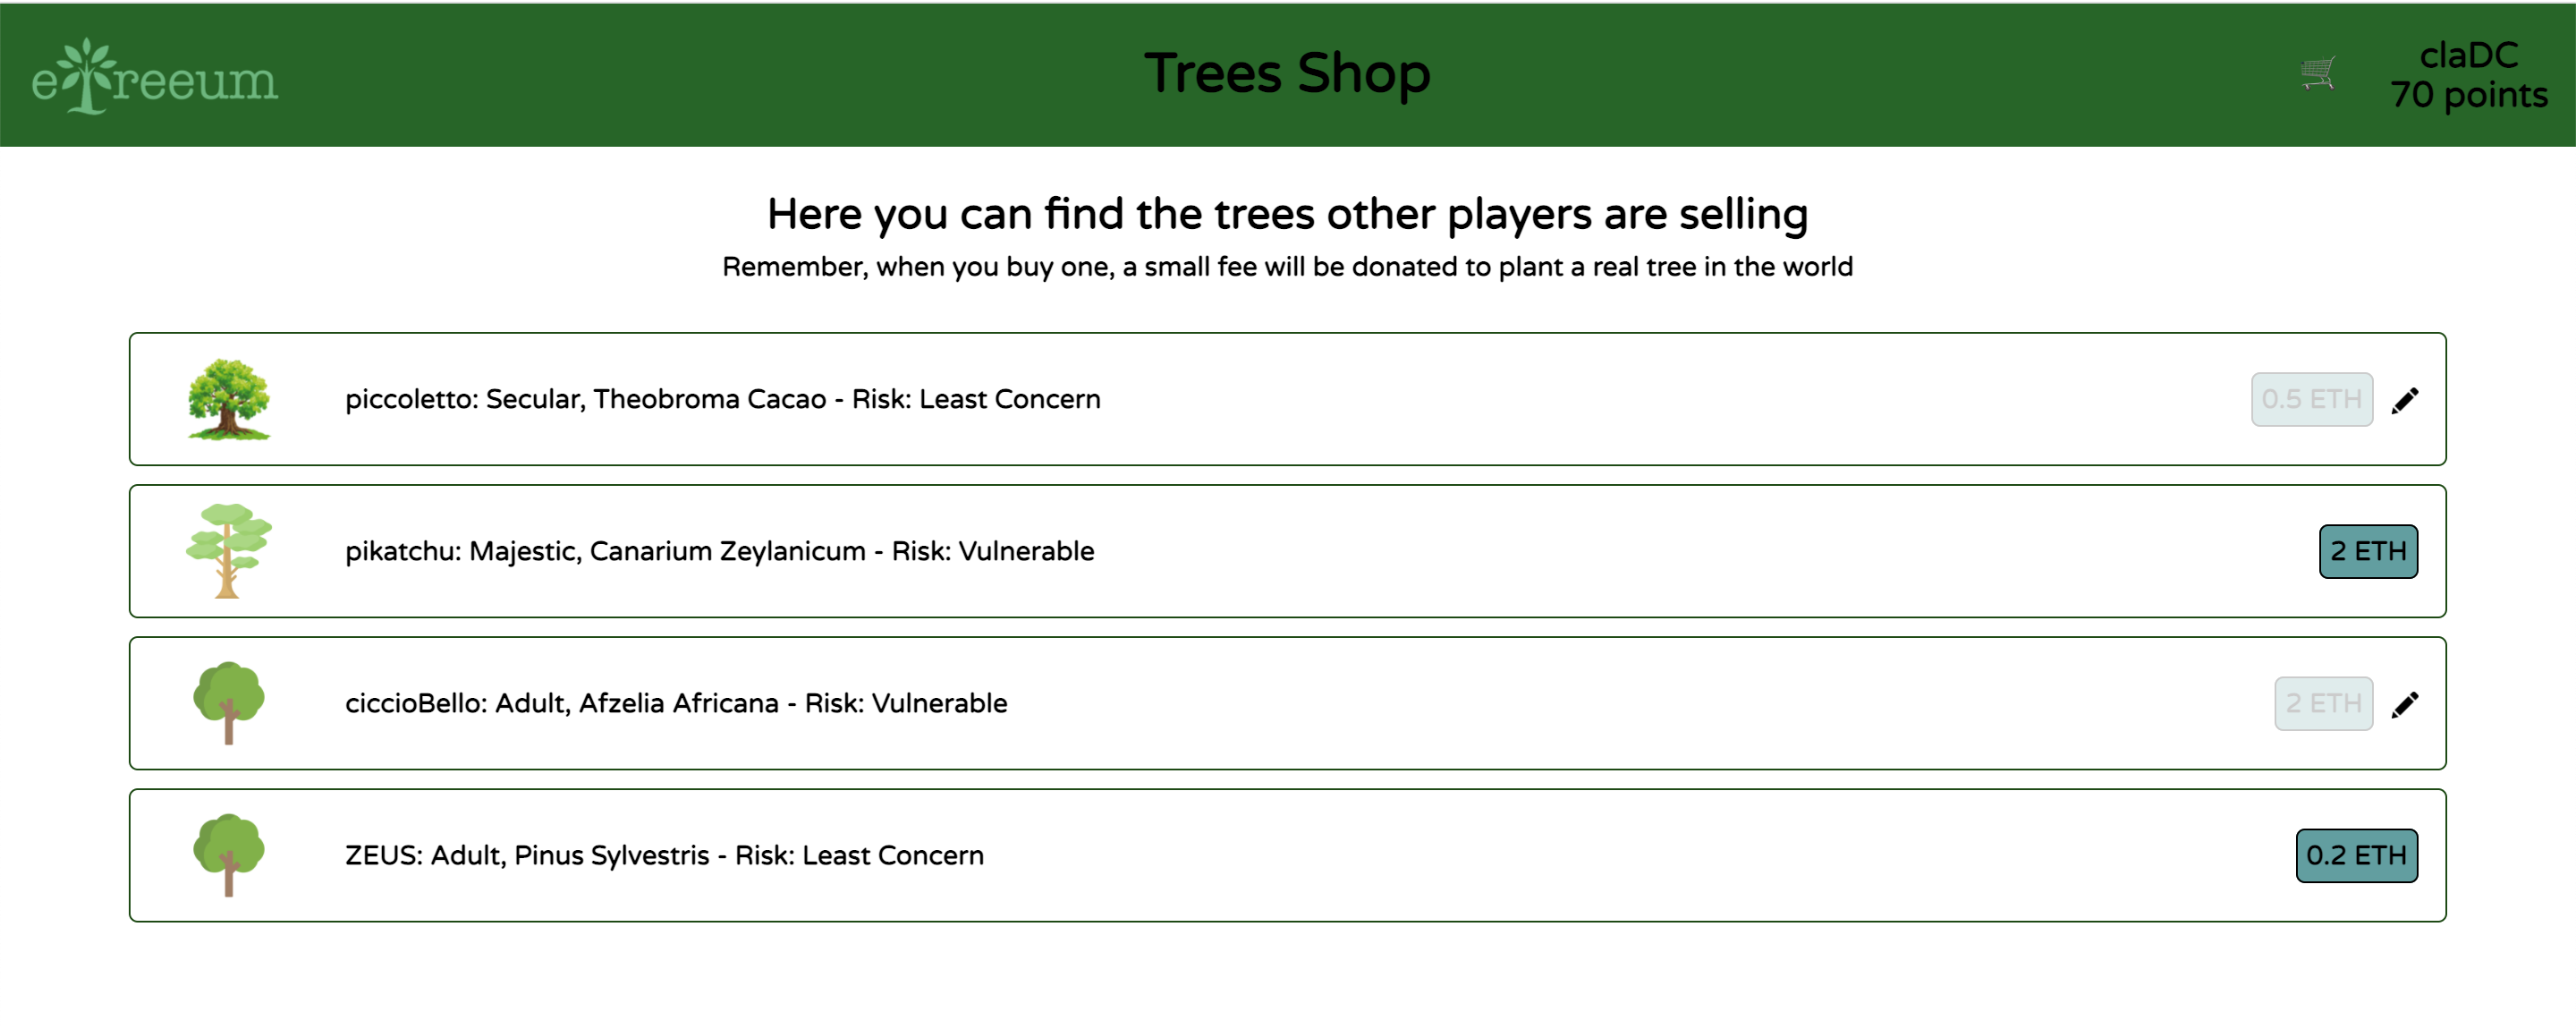 etreeum
Trees Shop
claDC
70 points
Here you can find the trees other players are selling
Remember, when you buy one, a small fee will be donated to plant a real tree in the world
piccoletto: Secular, Theobroma Cacao - Risk: Least Concern
0.5 ETH
pikatchu: Majestic, Canarium Zeylanicum - Risk: Vulnerable
2 ETH
ciccioBello: Adult, Afzelia Africana - Risk: Vulnerable
2 ETH
ZEUS: Adult, Pinus Sylvestris - Risk: Least Concern
0.2 ETH